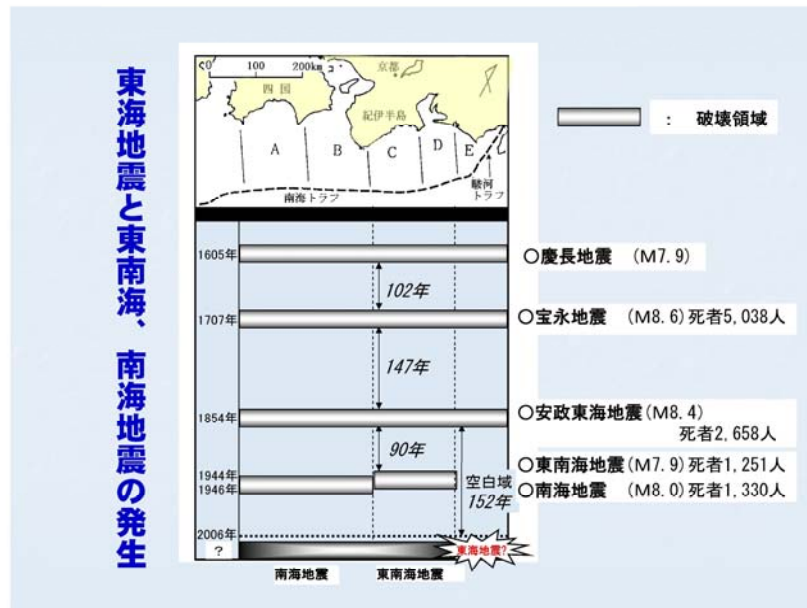 東海地震と東南海、南海地震の発生
0 100 200km
京都
四国
紀伊半島
A B C D E
南海トラフ
駿河
トラフ
: 破壊領域
1605年
○慶長地震 (M7.9)
102年
1707年
○宝永地震 (M8.6)死者5,038人
147年
1854年
○安政東海地震(M8.4)
死者2,658人
90年
1944年
1946年
空白域
152年
○東南海地震(M7.9)死者1,251人
○南海地震 (M8.0)死者1,330人
2006年
?
東海地震?
南海地震 東南海地震